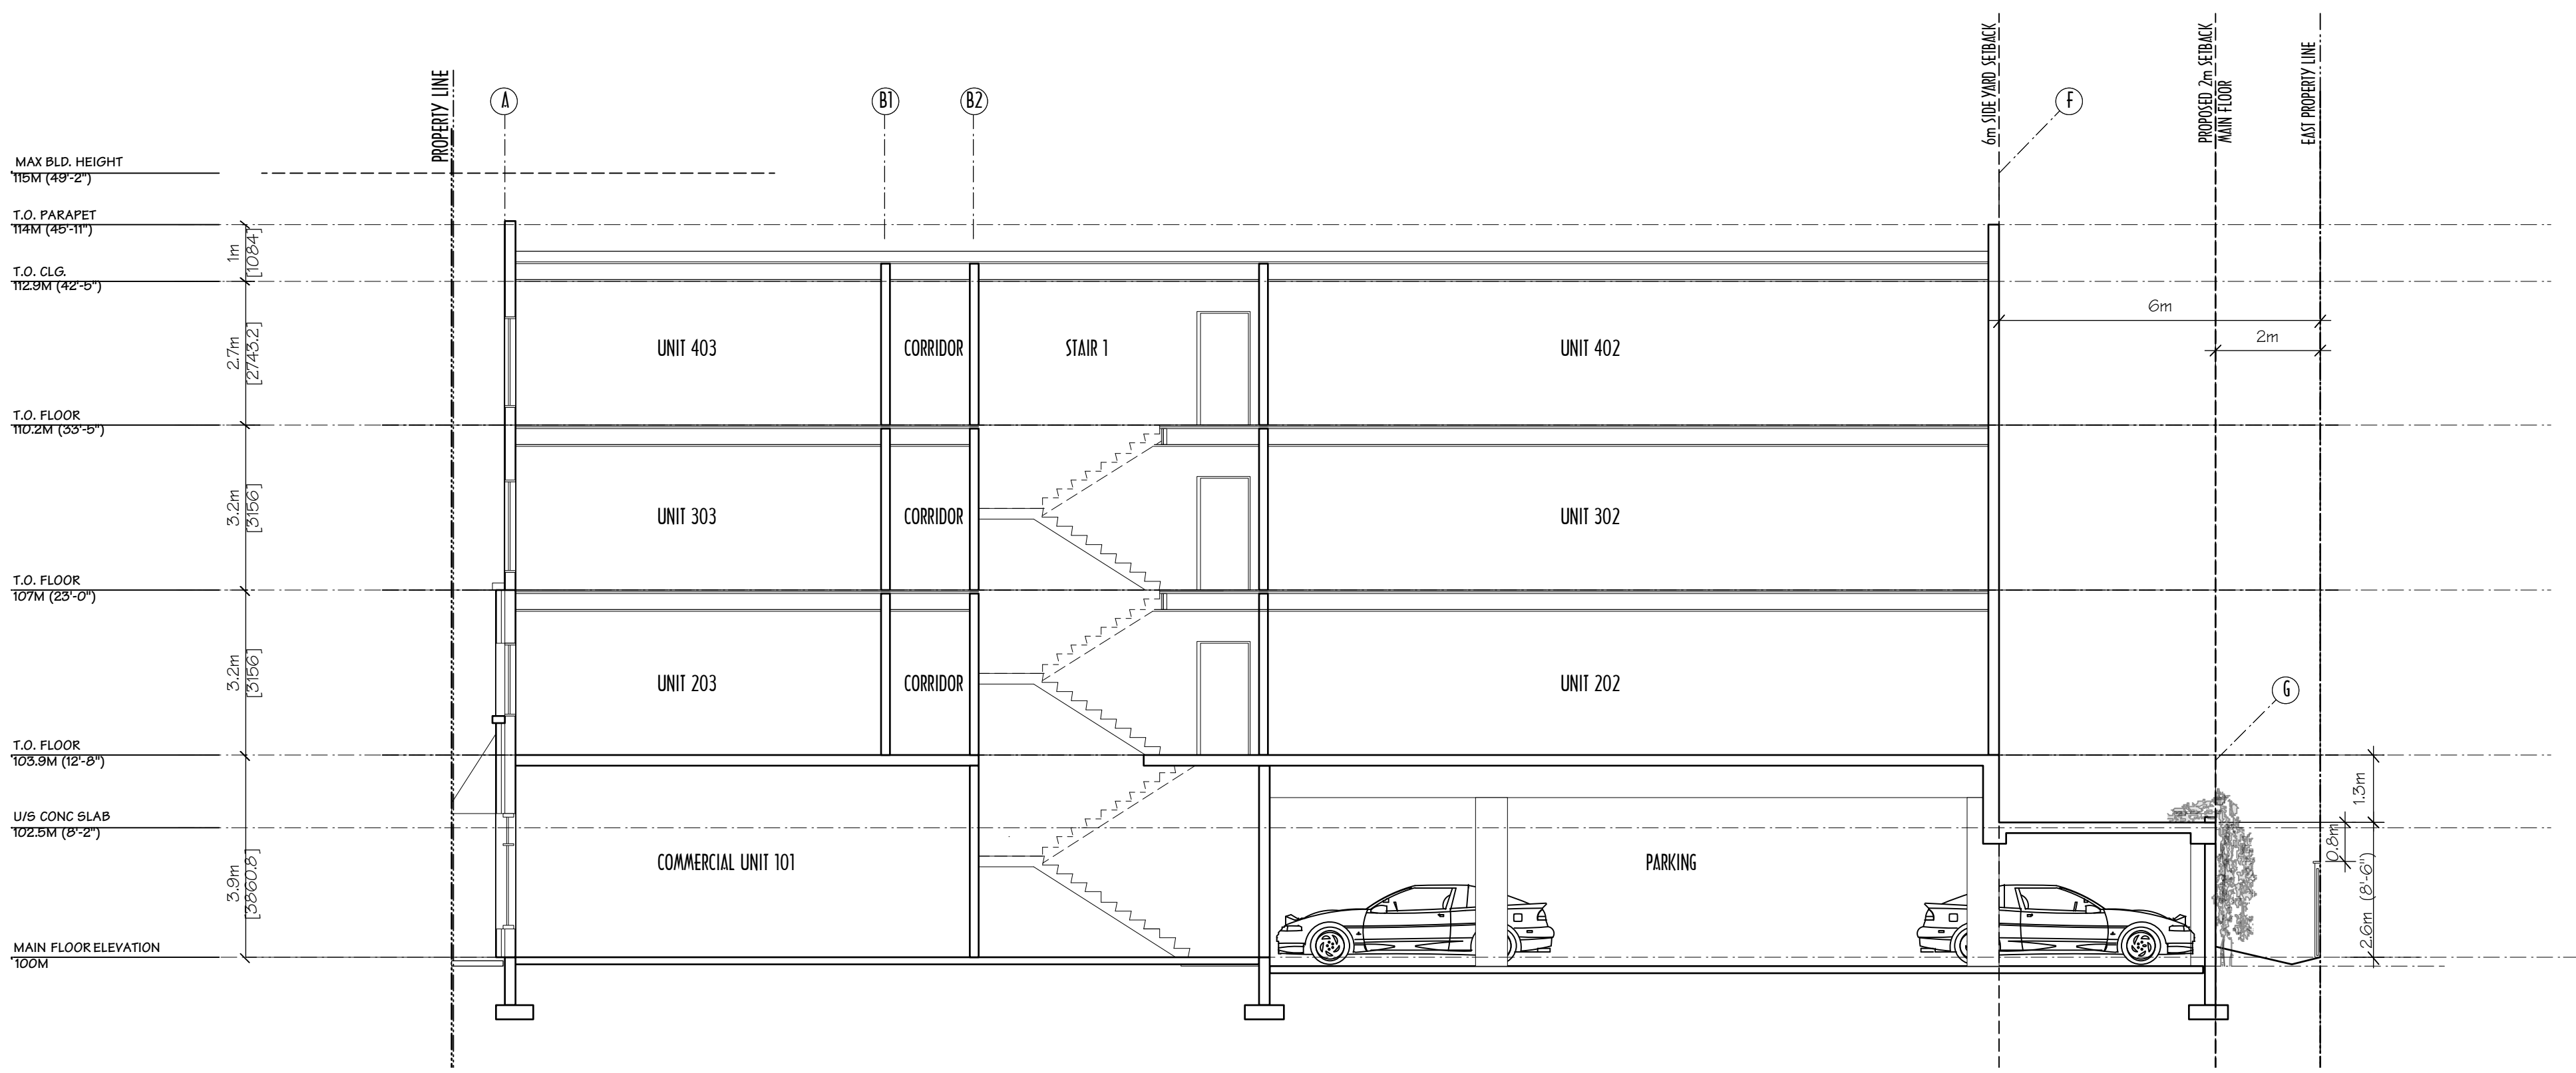 PROPERTY LINE
A
B1
B2
6m SIDE YARD SETBACK
F
PROPOSED 2m SETBACK
MAIN FLOOR
EAST PROPERTY LINE
MAX BLD. HEIGHT
115M (49'-2")
T.O. PARAPET
114M (45'-11")
1m
[1084]
T.O. CLG.
112.9M (42'-5")
2.7m
[2743.2]
UNIT 403
CORRIDOR
STAIR 1
UNIT 402
6m
2m
T.O. FLOOR
110.2M (33'-5")
3.2m
[3156]
UNIT 303
CORRIDOR
UNIT 302
T.O. FLOOR
107M (23'-0")
3.2m
[3156]
UNIT 203
CORRIDOR
UNIT 202
G
T.O. FLOOR
103.9M (12'-8")
1.3m
U/S CONC SLAB
102.5M (8'-2")
0.8m
3.9m
[3860.8]
COMMERCIAL UNIT 101
PARKING
2.6m (8'-6")
MAIN FLOOR ELEVATION
100M